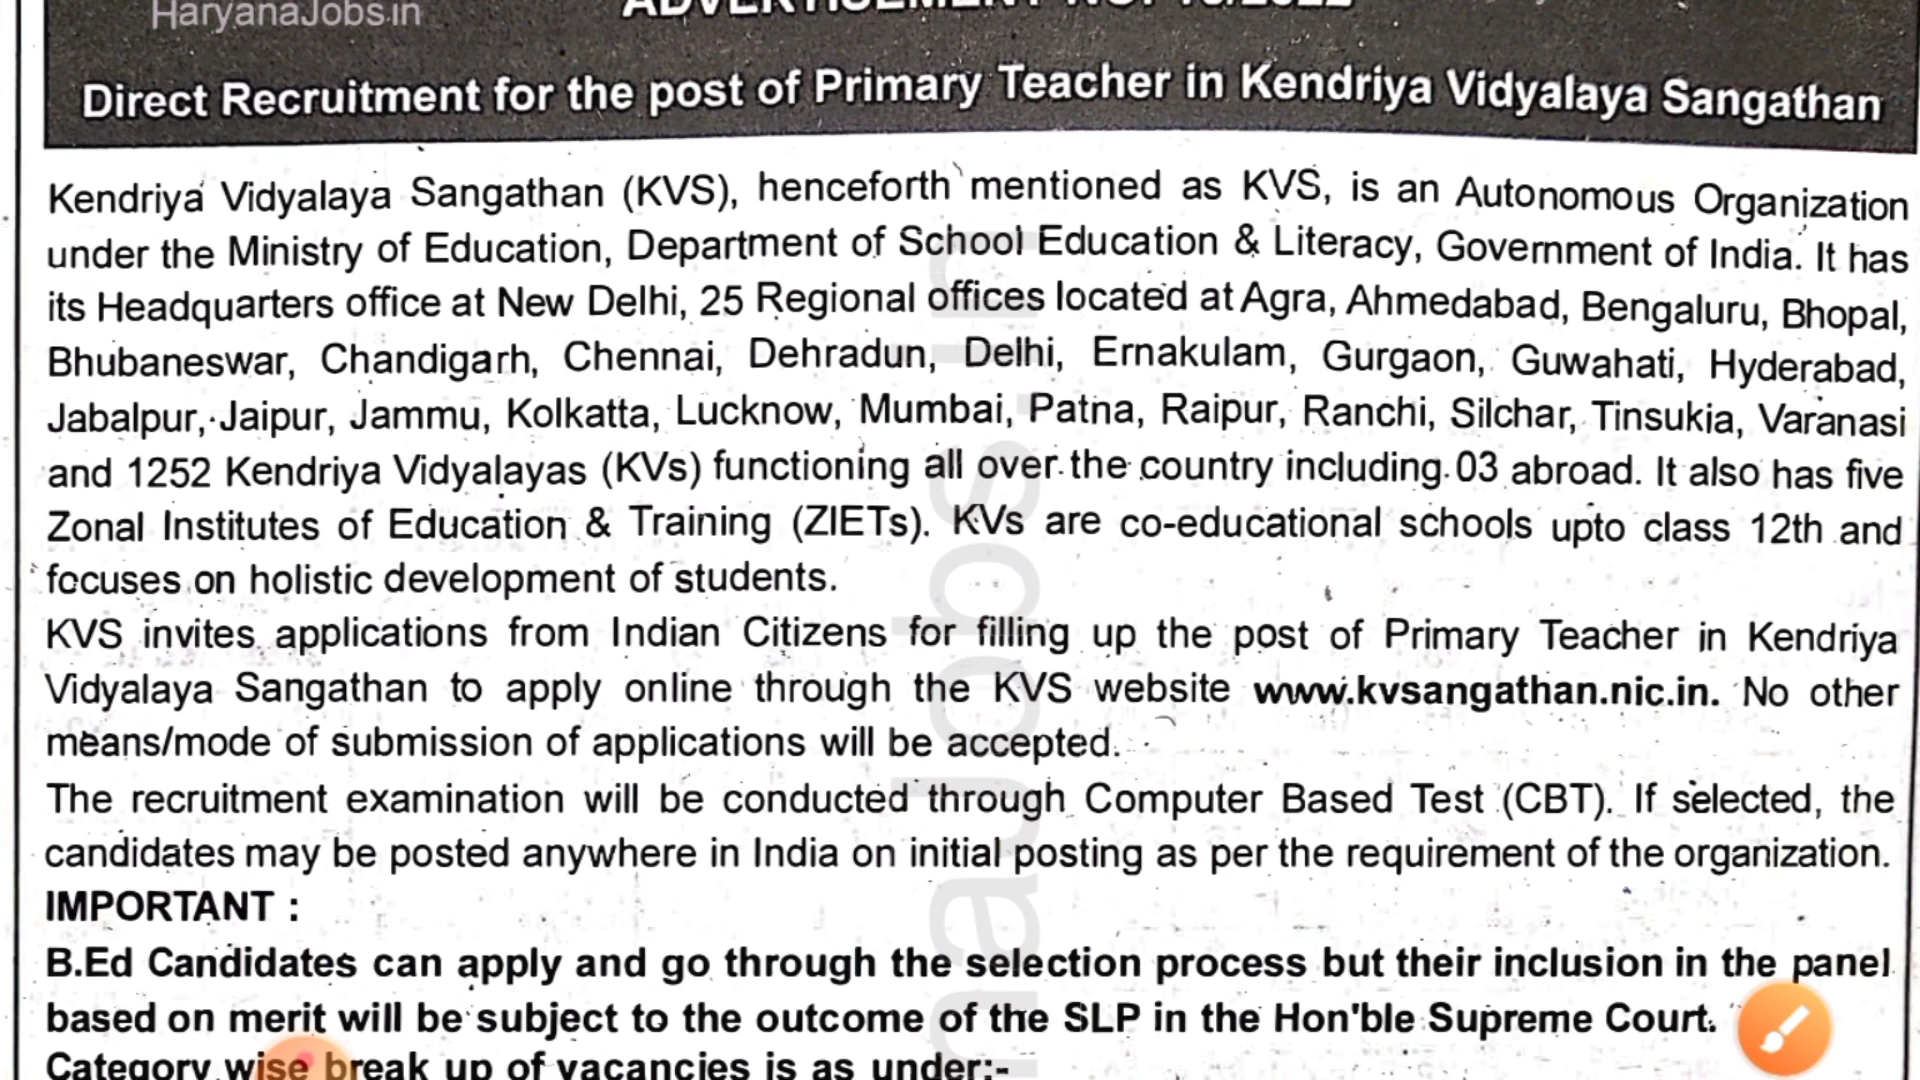 HaryanaJobs.in
Direct Recruitment for the post of Primary Teacher in Kendriya Vidyalaya Sangathan
Kendriya Vidyalaya Sangathan (KVS), henceforth mentioned as KVS, is an Autonomous Organization
under the Ministry of Education, Department of School Education & Literacy, Government of India. It has
its Headquarters office at New Delhi, 25 Regional offices located at Agra, Ahmedabad, Bengaluru, Bhopal,
Bhubaneswar, Chandigarh, Chennai, Dehradun, Delhi, Ernakulam, Gurgaon, Guwahati, Hyderabad,
Jabalpur, Jaipur, Jammu, Kolkatta, Lucknow, Mumbai, Patna, Raipur, Ranchi, Silchar, Tinsukia, Varanasi
and 1252 Kendriya Vidyalayas (KVs) functioning all over the country including 03 abroad. It also has five
Zonal Institutes of Education & Training (ZIETs). KVs are co-educational schools upto class 12th and
focuses on holistic development of students.
KVS invites applications from Indian Citizens for filling up the post of Primary Teacher in Kendriya
Vidyalaya Sangathan to apply online through the KVS website www.kvsangathan.nic.in. No other
means/mode of submission of applications will be accepted.
The recruitment examination will be conducted through Computer Based Test (CBT). If selected, the
candidates may be posted anywhere in India on initial posting as per the requirement of the organization.
IMPORTANT :
B.Ed Candidates can apply and go through the selection process but their inclusion in the panel
based on merit will be subject to the outcome of the SLP in the Hon'ble Supreme Court.
Category wise break up of vacancies is as under:-